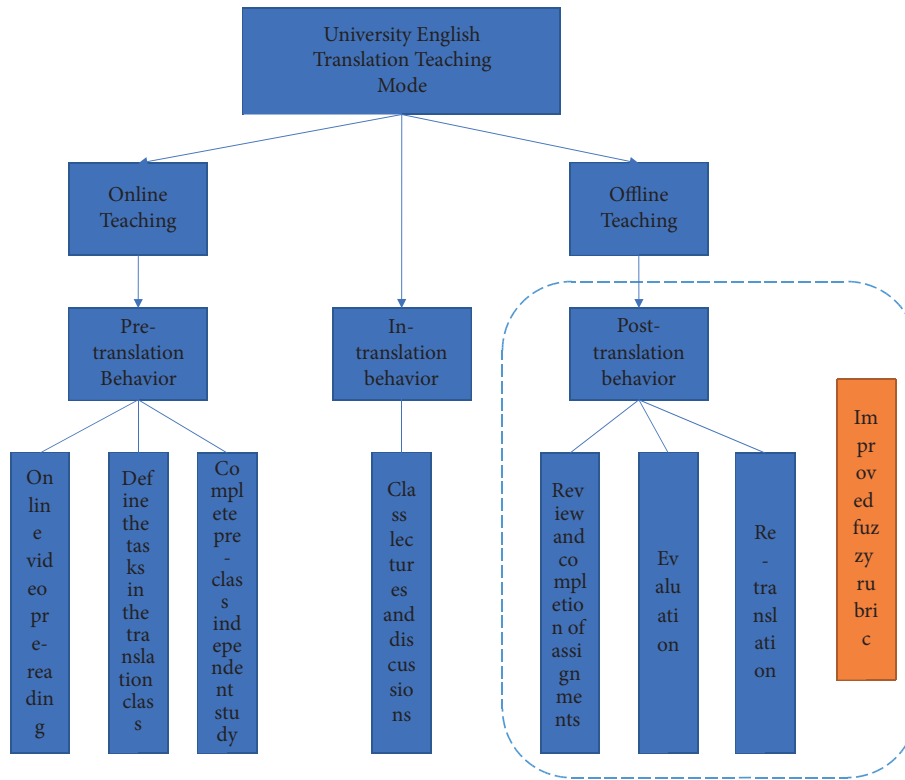 University English
Translation Teaching
Mode
Online
Teaching
Offline
Teaching
Pre-
translation
Behavior
In-
translation
behavior
Post-
translation
behavior
On
lin
e
vid
eo
pr
e-
rea
din
g
Def
ine
the
tas
ks
in
the
tra
nsla
tion
clas
s
Co
mpl
ete
pre
-
clas
s
ind
epe
nde
nt
stu
dy
Cla
ss
lec
tur
es
and
dis
cus
sio
ns
Rev
iew
and
co
mpl
etio
n of
assi
gn
me
nts
Ev
alu
ati
on
Re
-
tra
nsl
ati
on
Im
pr
ov
ed
fuz
zy
ru
bri
c